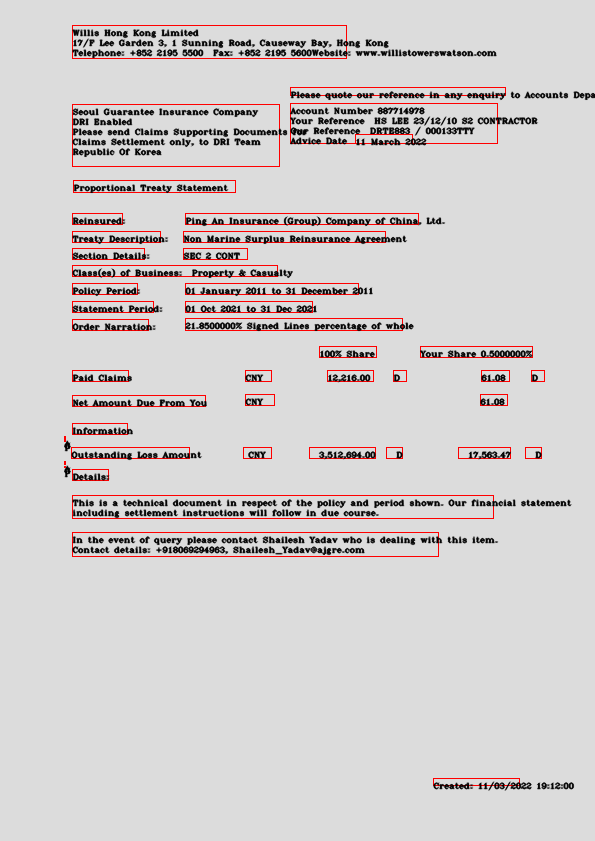 Willis Hong Kong Limited
17/F Lee Garden 3, 1 Sunning Road, Causeway Bay, Hong Kong
Telephone: +852 2195 5500 Fax: +852 2195 5600Website: www.willistowerswatson.com
Please quote our reference in any enquiry to Accounts Depa
Seoul Guarantee Insurance Company
DRI Enabled
Please send Claims Supporting Documents for
Claims Settlement only, to DRI Team
Republic Of Korea
Account Number 887714978
Your Reference HS LEE 23/12/10 S2 CONTRACTOR
Our Reference DRTE883 / 000133TTY
Advice Date 11 March 2022
Proportional Treaty Statement
Reinsured: Ping An Insurance (Group) Company of China, Ltd.
Treaty Description: Non Marine Surplus Reinsurance Agreement
Section Details: SEC 2 CONT
Class(es) of Business: Property & Casualty
Policy Period: 01 January 2011 to 31 December 2011
Statement Period: 01 Oct 2021 to 31 Dec 2021
Order Narration: 21.8500000% Signed Lines percentage of whole
100% Share Your Share 0.5000000%
Paid Claims CNY 12,216.00 D 61.08 D
Net Amount Due From You CNY 61.08
Information
Outstanding Loss Amount CNY 3,512,694.00 D 17,563.47 D
Details:
This is a technical document in respect of the policy and period shown. Our financial statement
including settlement instructions will follow in due course.
In the event of query please contact Shailesh Yadav who is dealing with this item.
Contact details: +918069294963, Shailesh_Yadav@ajgre.com
Created: 11/03/2022 19:12:00